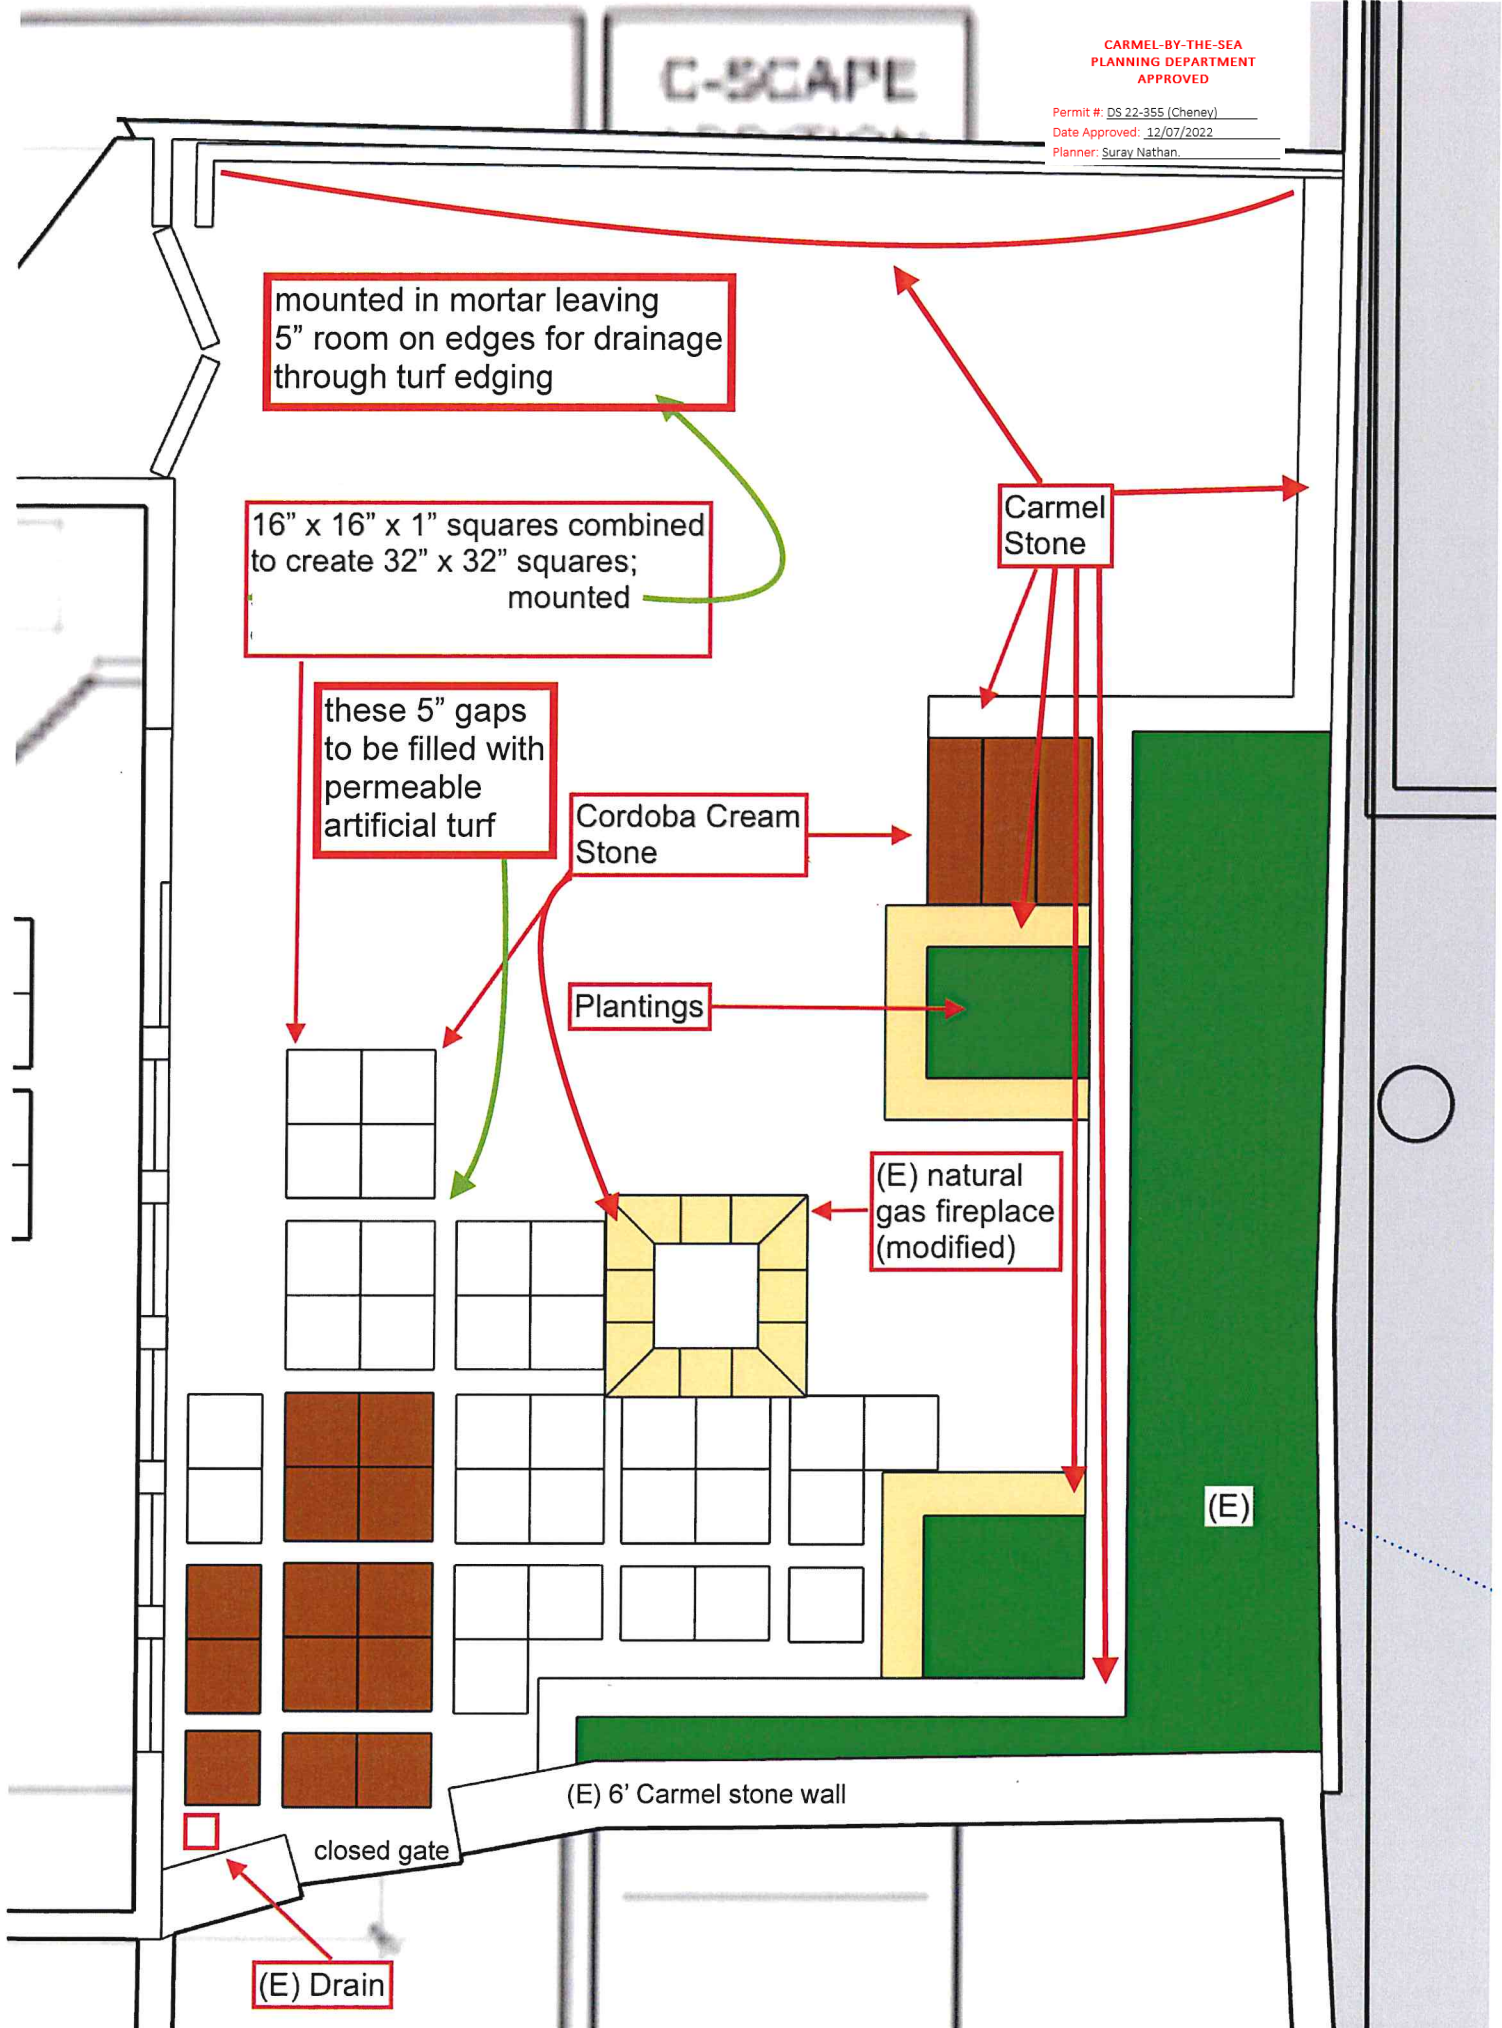 C-SCAPE
CARMEL-BY-THE-SEA
PLANNING DEPARTMENT
APPROVED
Permit #: DS 22-355 (Cheney)
Date Approved: 12/07/2022
Planner: Suray Nathan.
mounted in mortar leaving
5” room on edges for drainage
through turf edging
16” x 16” x 1” squares combined
to create 32” x 32” squares;
mounted
Carmel
Stone
these 5” gaps
to be filled with
permeable
artificial turf
Cordoba Cream
Stone
Plantings
(E) natural
gas fireplace
(modified)
(E)
(E) 6’ Carmel stone wall
closed gate
(E) Drain